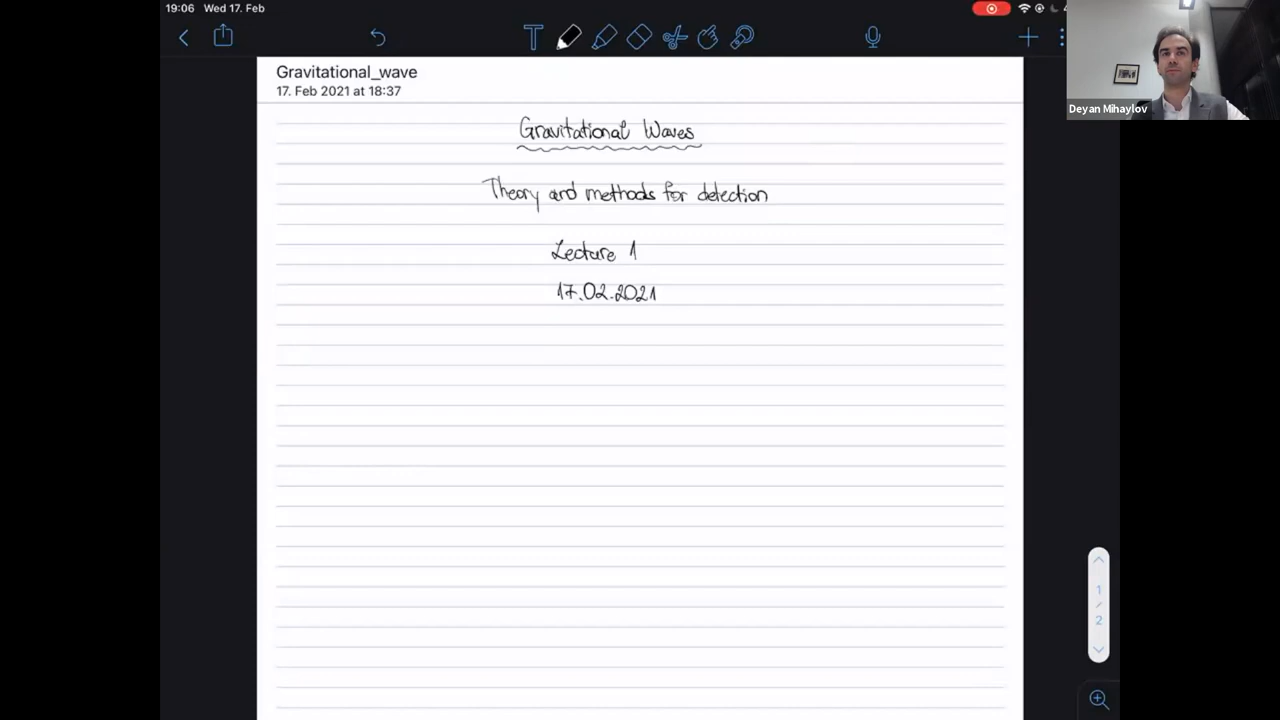 19:06 Wed 17. Feb
Deyan Mihaylov
Gravitational_wave
17. Feb 2021 at 18:37
Gravitational Waves
Theory and methods for detection
Lecture 1
17.02.2021
1
/
2